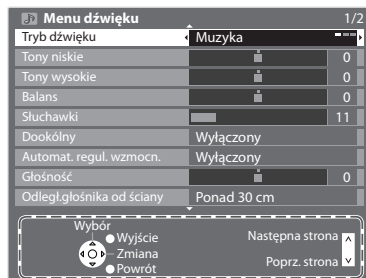 Menu dźwięku 1/2
Tryb dźwięku Muzyka
Tony niskie 0
Tony wysokie 0
Balans 0
Słuchawki 11
Dookólny Wyłączony
Automat. regul. wzmocn. Wyłączony
Głośność 0
Odległ.głośnika od ściany Ponad 30 cm
Wybór
Wyjście
Zmiana
Powrót
Następna strona
Poprz. strona